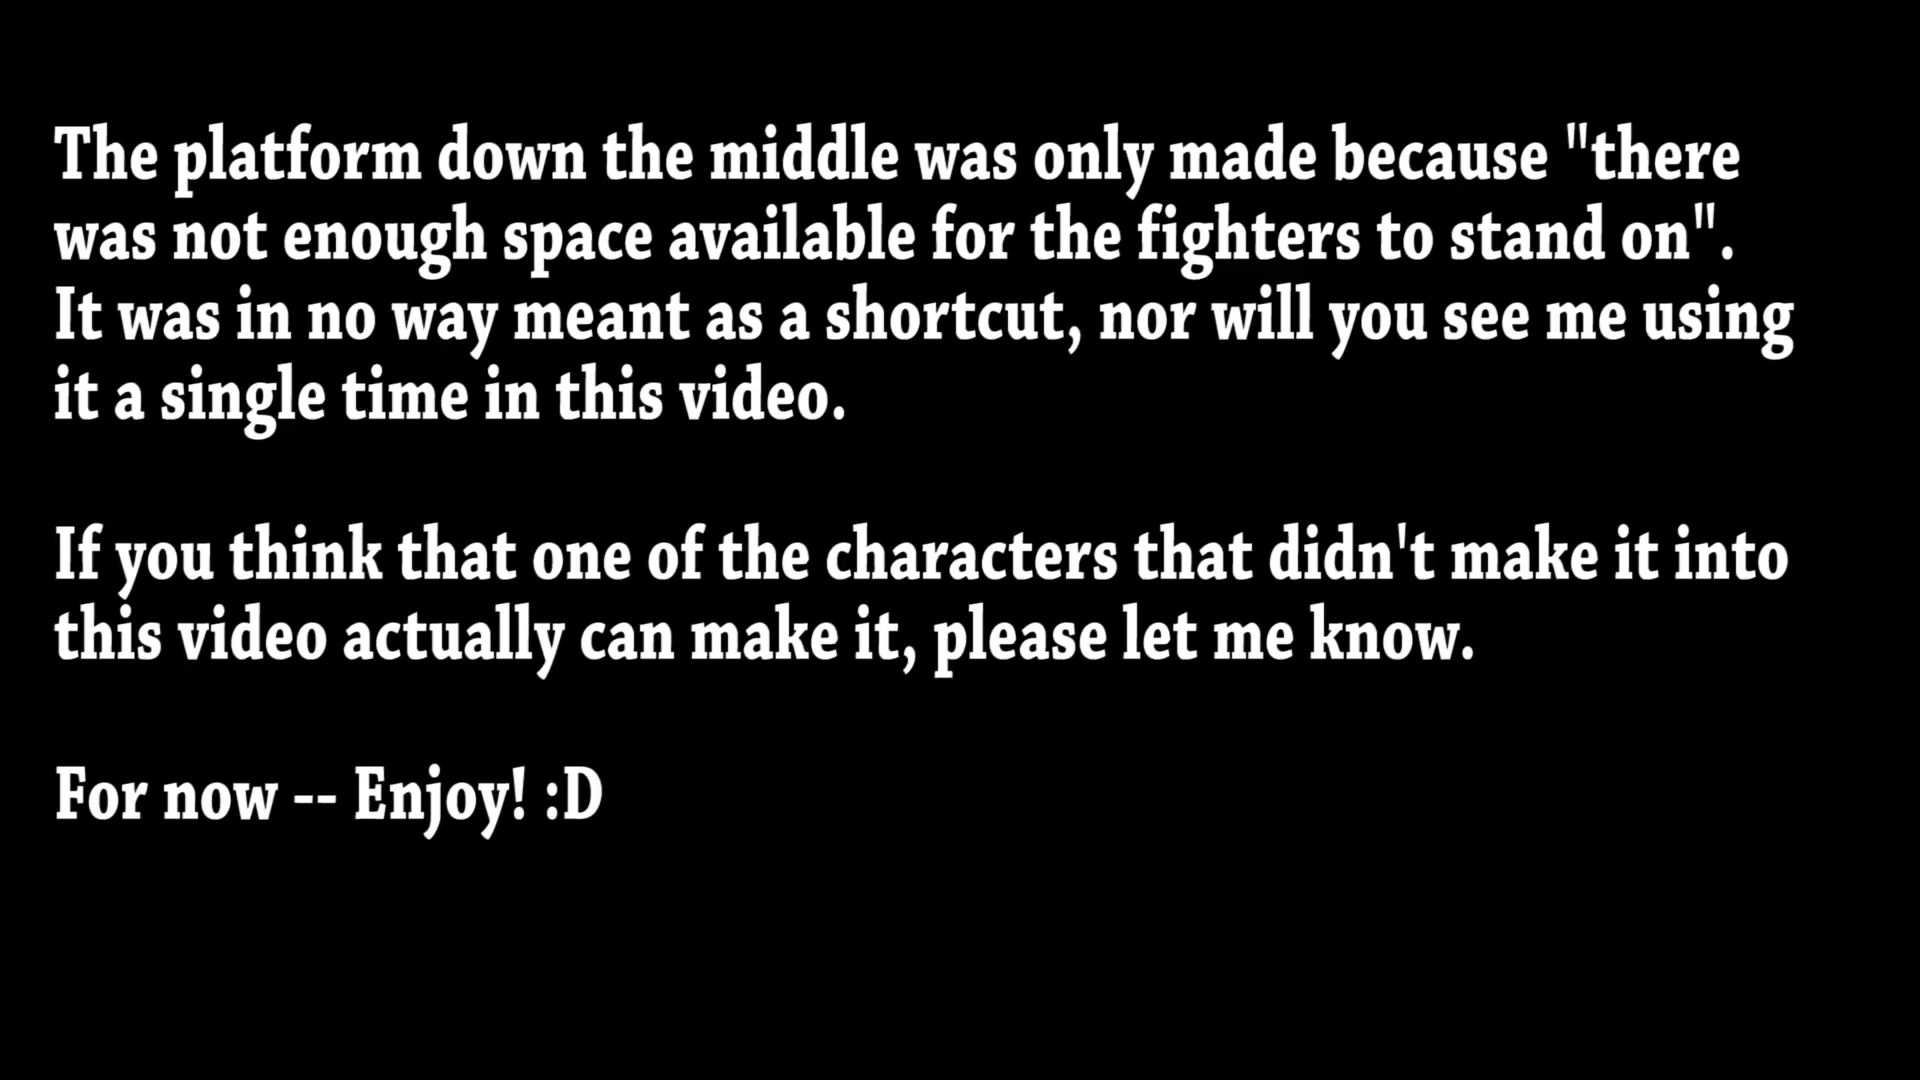 The platform down the middle was only made because "there
was not enough space available for the fighters to stand on".
It was in no way meant as a shortcut, nor will you see me using
it a single time in this video.
If you think that one of the characters that didn't make it into
this video actually can make it, please let me know.
For now -- Enjoy! :D